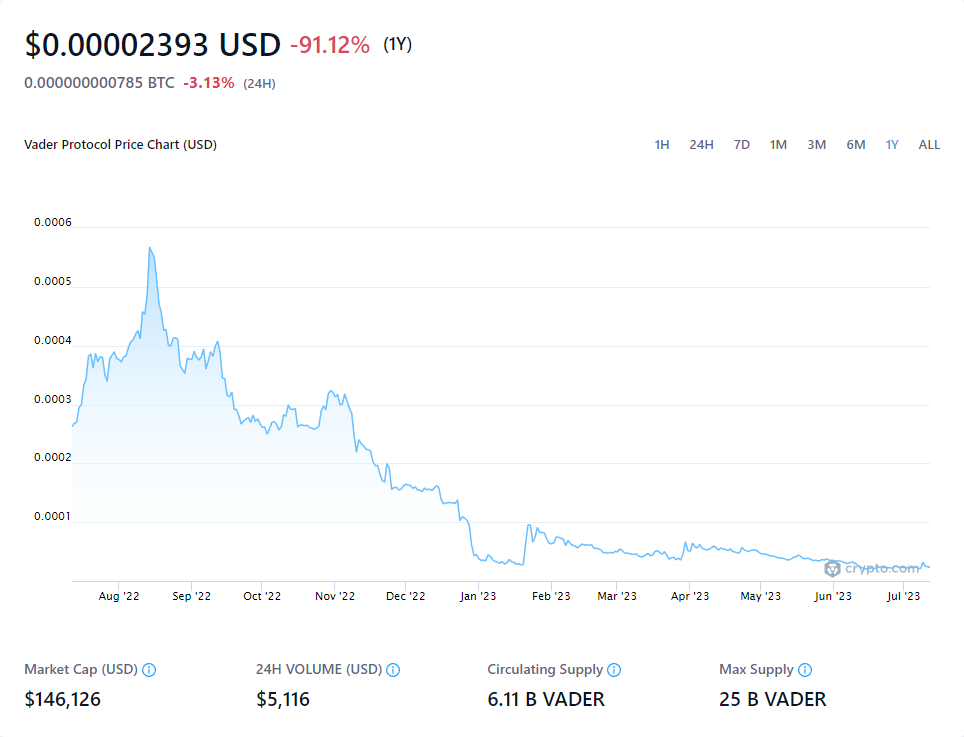 $0.00002393 USD -91.12% (1Y)
0.000000000785 BTC -3.13% (24H)
Vader Protocol Price Chart (USD) 1H 24H 7D 1M 3M 6M 1Y ALL
0.0006
0.0005
0.0004
0.0003
0.0002
0.0001
crypto.com
Aug '22 Sep '22 Oct '22 Nov '22 Dec '22 Jan '23 Feb '23 Mar '23 Apr '23 May '23 Jun '23 Jul '23
Market Cap (USD) 24H VOLUME (USD) Circulating Supply Max Supply
$146,126 $5,116 6.11 B VADER 25 B VADER